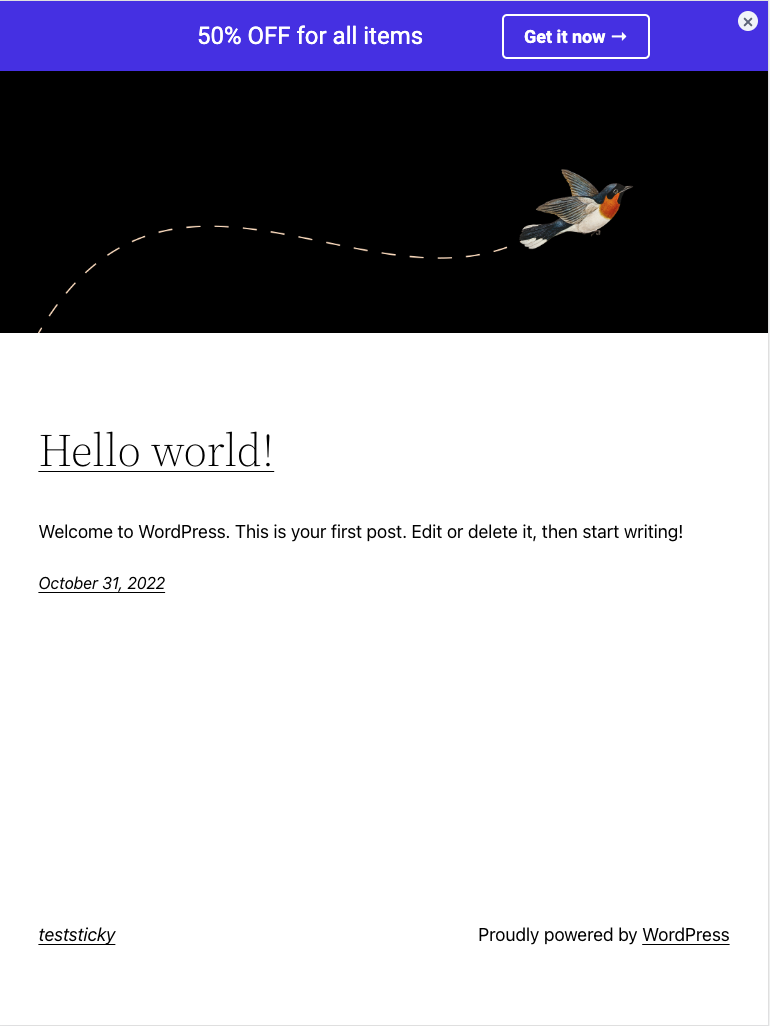 50% OFF for all items
Get it now →
Hello world!
Welcome to WordPress. This is your first post. Edit or delete it, then start writing!
October 31, 2022
teststicky
Proudly powered by WordPress